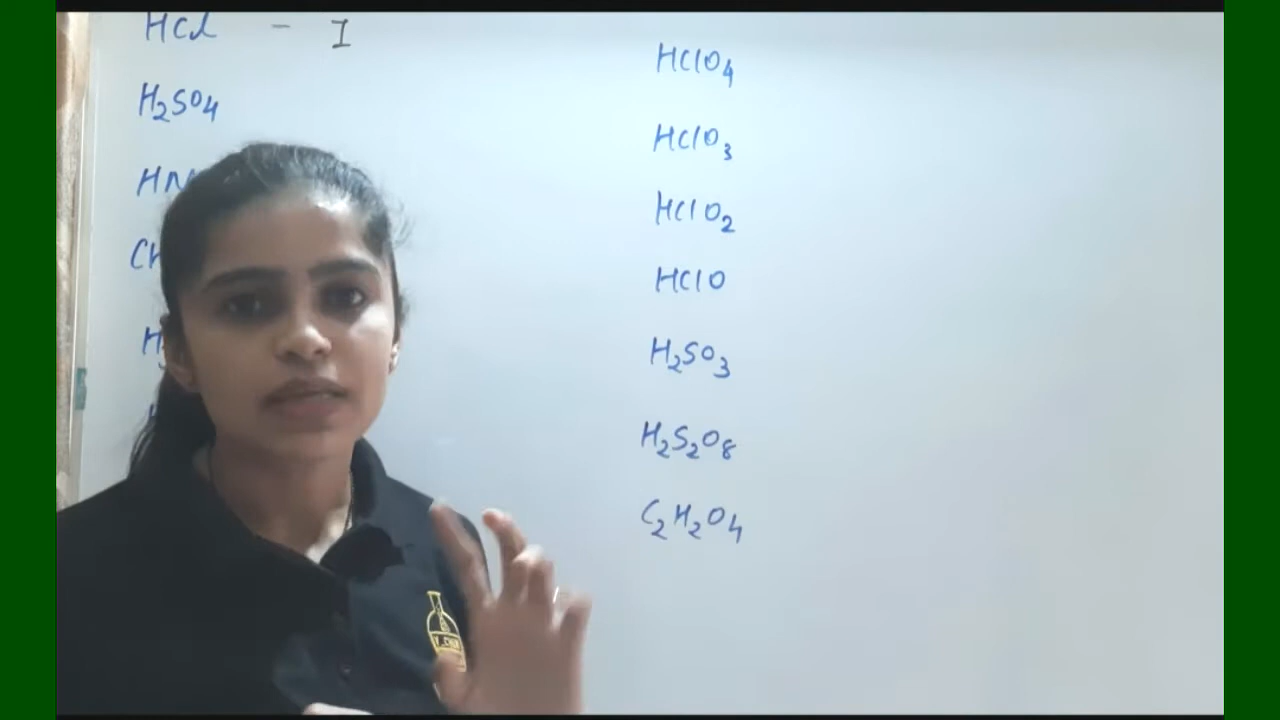 HCl - I
H₂SO₄
HClO₄
HClO₃
HClO₂
HClO
H₂SO₃
H₂S₂O₈
C₂H₂O₄